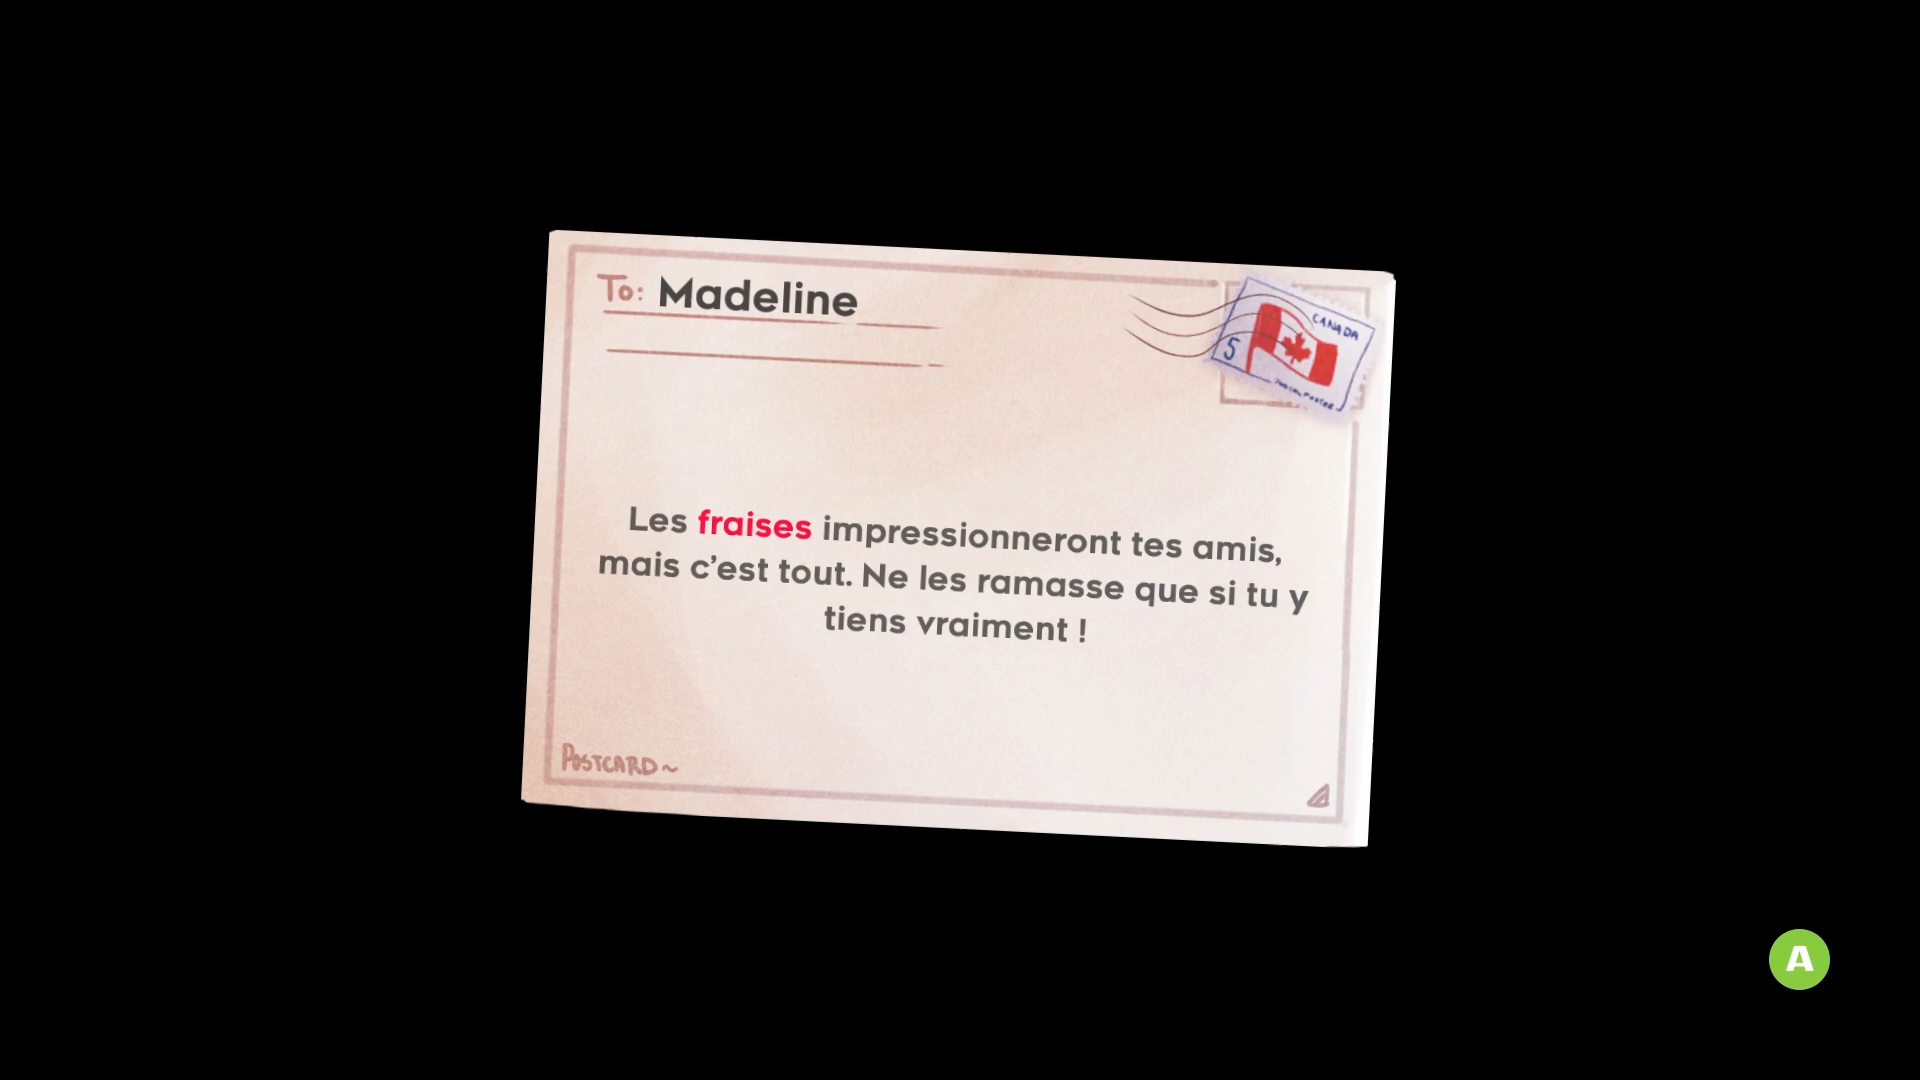 To: Madeline
CANADA
5
Les fraises impressionneront tes amis,
mais c’est tout. Ne les ramasse que si tu y
tiens vraiment !
POSTCARD~
A